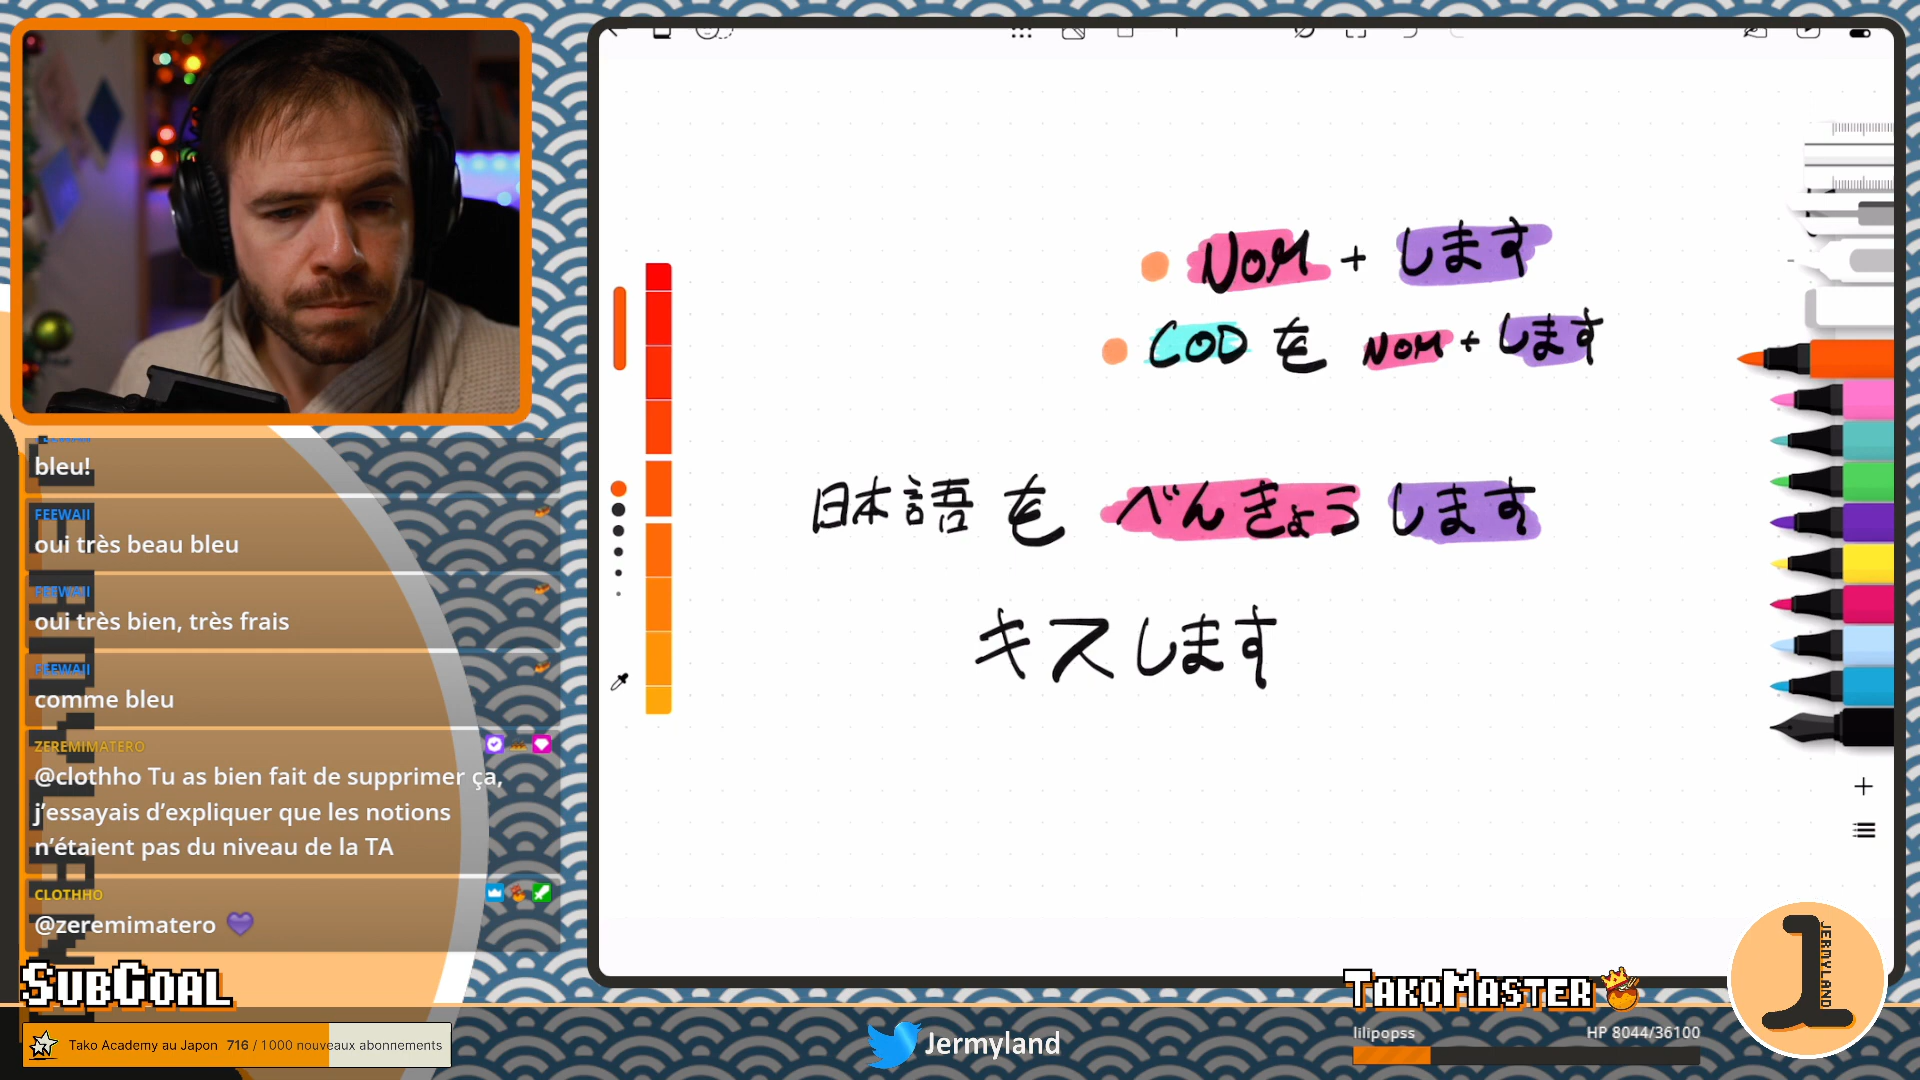 NOM + します
COD を NOM + します
日本語 を べんきょう します
キスします
bleu!
FEEWAII
oui très beau bleu
FEEWAII
oui très bien, très frais
FEEWAII
comme bleu
ZEREMIMATERO
@clothho Tu as bien fait de supprimer ça,
j'essayais d'expliquer que les notions
n'étaient pas du niveau de la TA
CLOTHHO
@zeremimatero 💜
SUBGOAL
Tako Academy au Japon 716 / 1000 nouveaux abonnements
Jermyland
TAKOMASTER
lilipopss HP 8044/36100
JERMYLAND